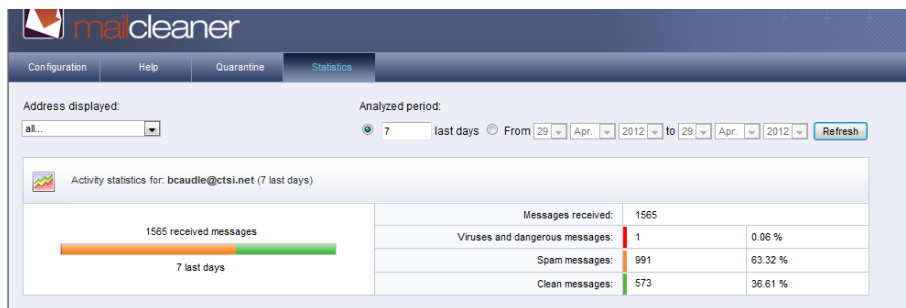 mailcleaner
Configuration Help Quarantine Statistics
Address displayed: Analyzed period:
all... 7 last days From 29 Apr. 2012 to 29 Apr. 2012 Refresh
Activity statistics for: bcaudle@ctsi.net (7 last days)
Messages received: 1565
1565 received messages
Viruses and dangerous messages: 1 0.06 %
Spam messages: 991 63.32 %
7 last days
Clean messages: 573 36.61 %